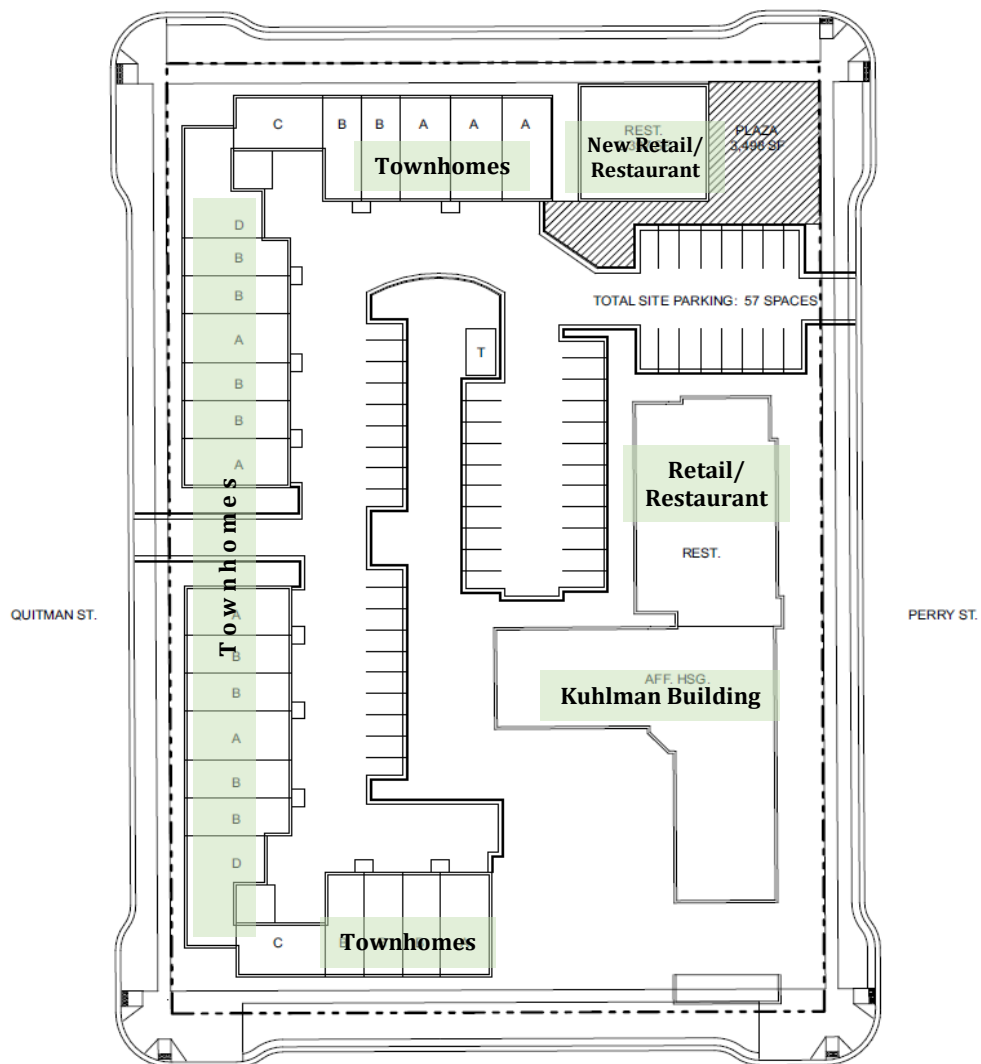 C B B A A A
REST.
PLAZA
3,498 SF
New Retail/
Restaurant
Townhomes
D
B
B
TOTAL SITE PARKING: 57 SPACES
A
T
B
B
A
Retail/
Restaurant
REST.
Townhomes
QUITMAN ST.
PERRY ST.
A
B
B
AFF. HSG.
Kuhlman Building
A
B
B
D
C
Townhomes